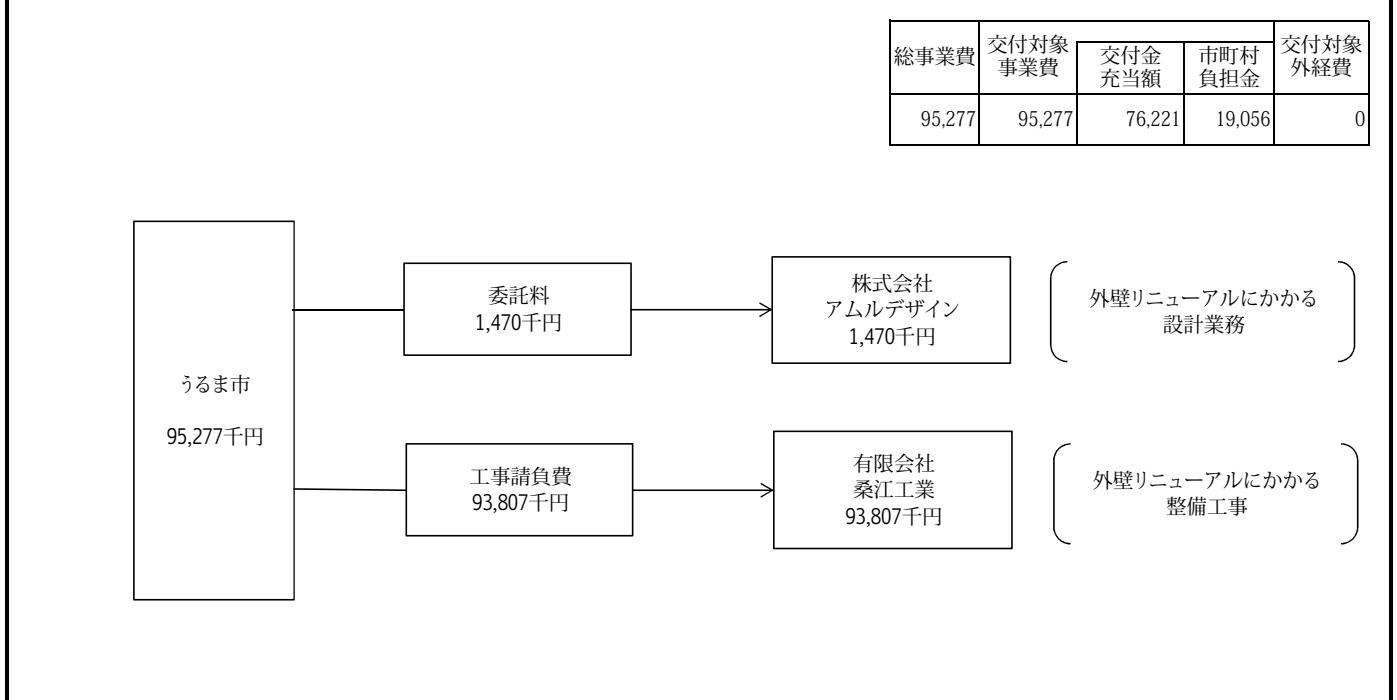 総事業費
交付対象
事業費
交付金
充当額
市町村
負担金
交付対象
外経費
95,277
95,277
76,221
19,056
0
うるま市
95,277千円
委託料
1,470千円
株式会社
アムルデザイン
1,470千円
外壁リニューアルにかかる
設計業務
工事請負費
93,807千円
有限会社
桑江工業
93,807千円
外壁リニューアルにかかる
整備工事